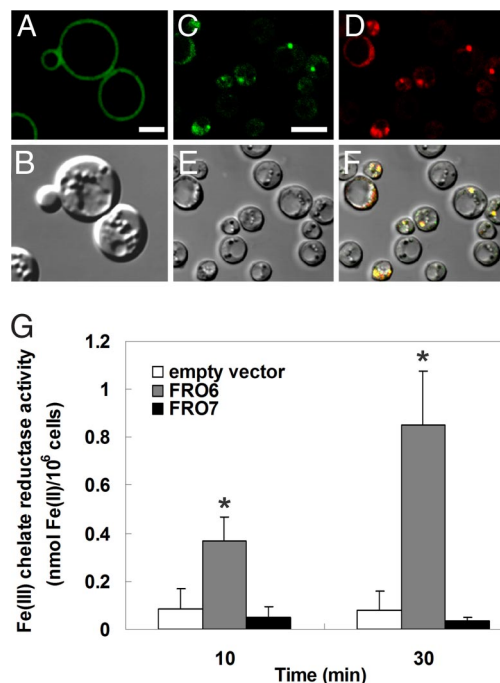 A
C
D
B
E
F
G
Fe(III) chelate reductase activity
(nmol Fe(II)/10⁶ cells)
1.2
1
0.8
0.6
0.4
0.2
0
empty vector
FRO6
FRO7
*
*
10
30
Time (min)